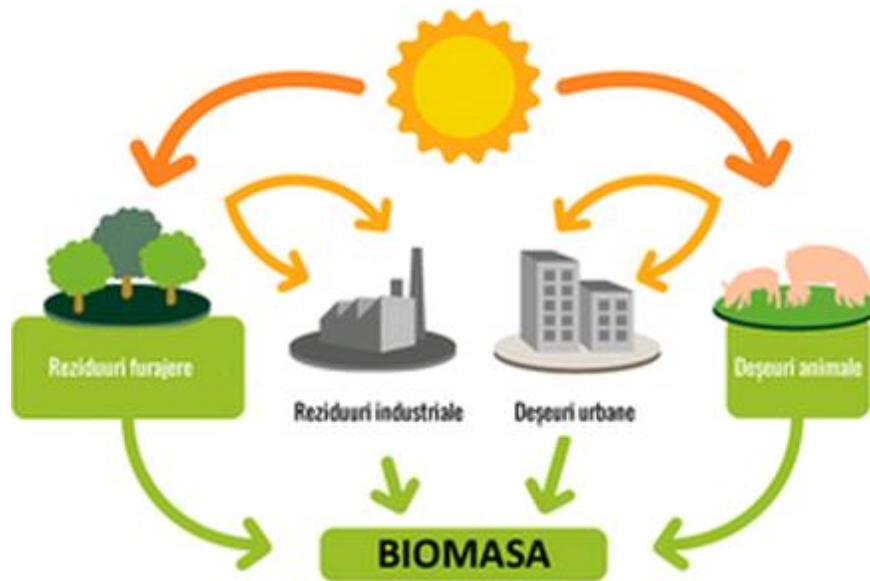 Reziduuri furajere
Deșeuri animale
Reziduuri industriale
Deșeuri urbane
BIOMASA